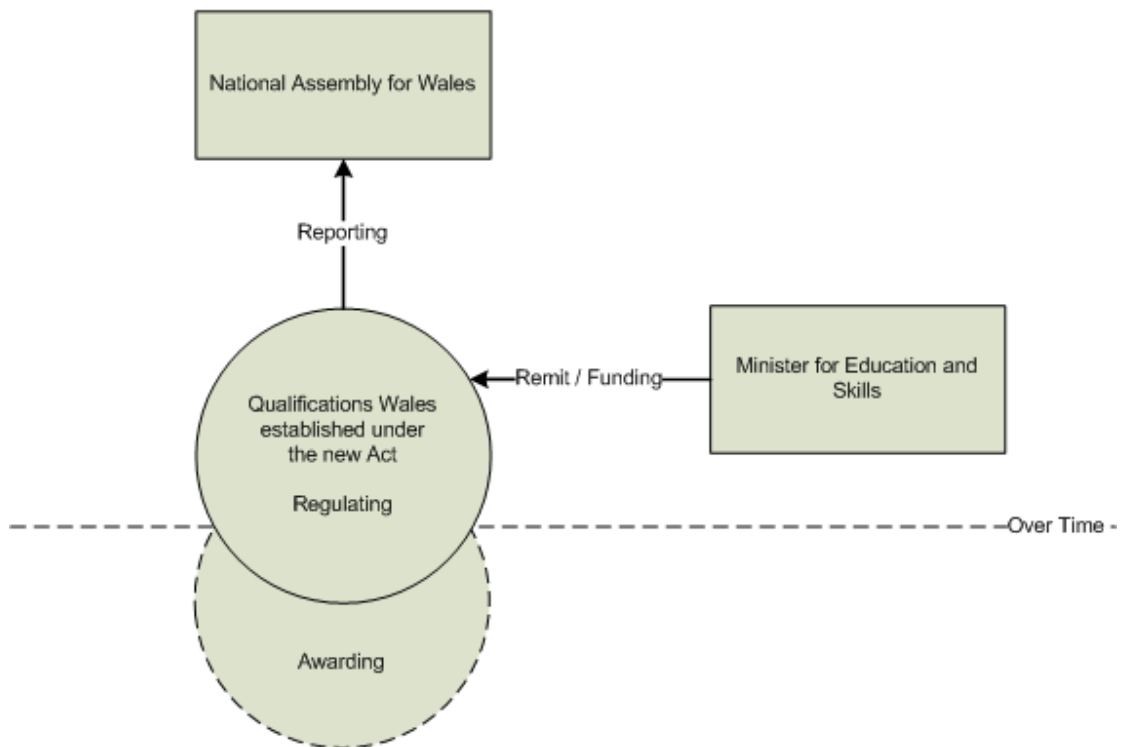 National Assembly for Wales
Reporting
Remit / Funding
Minister for Education and
Skills
Qualifications Wales
established under
the new Act
Regulating
Over Time
Awarding